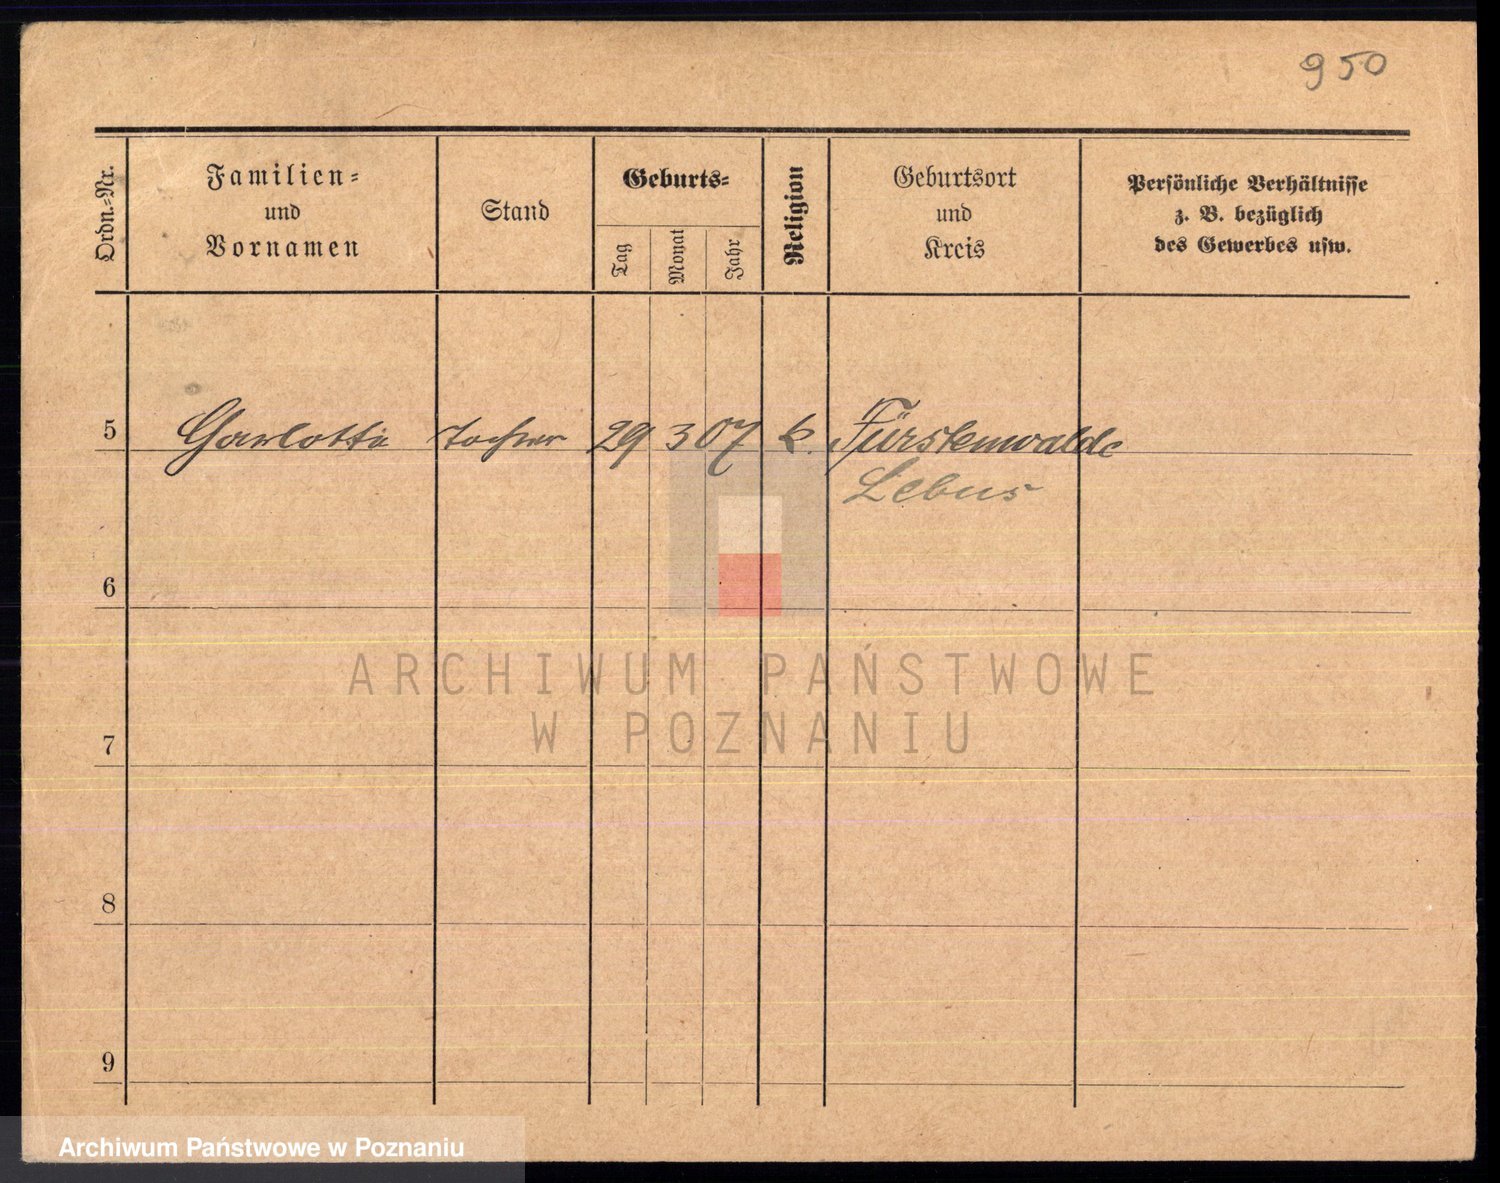 950
Ordn.-Nr.
Familien-
und
Vornamen
Stand
Geburts-
Tag
Monat
Jahr
Religion
Geburtsort
und
Kreis
Persönliche Verhältnisse
z. B. bezüglich
des Gewerbes usw.
5 Charlotte Tochter 29 3 07 k. Fürstenwalde
Lebus
6
7
8
9
ARCHIWUM PAŃSTWOWE
W POZNANIU
Archiwum Państwowe w Poznaniu